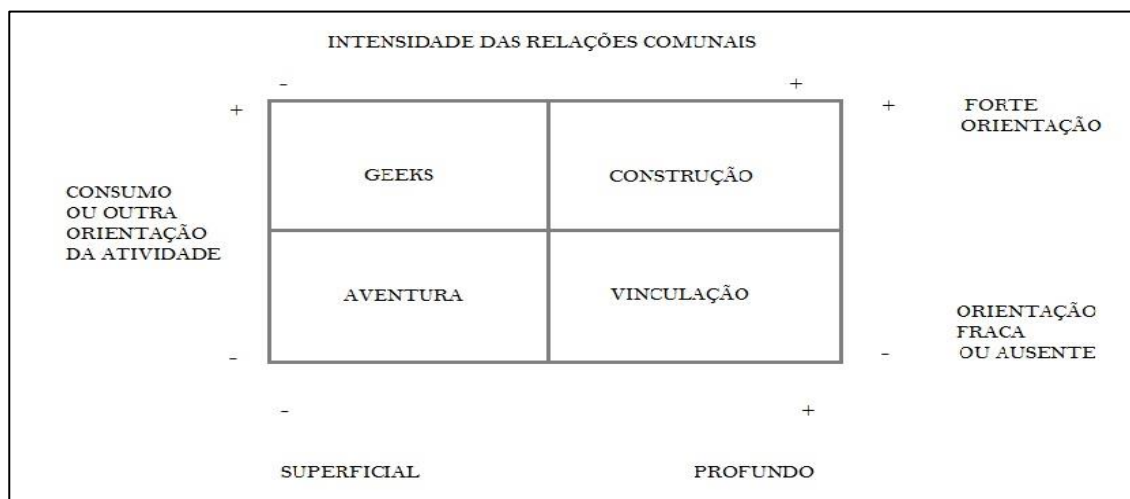 INTENSIDADE DAS RELAÇÕES COMUNAIS
- +
+ + FORTE
ORIENTAÇÃO
GEEKS CONSTRUÇÃO
CONSUMO
OU OUTRA
ORIENTAÇÃO
DA ATIVIDADE
AVENTURA VINCULAÇÃO
ORIENTAÇÃO
FRACA
OU AUSENTE
- -
- +
SUPERFICIAL PROFUNDO